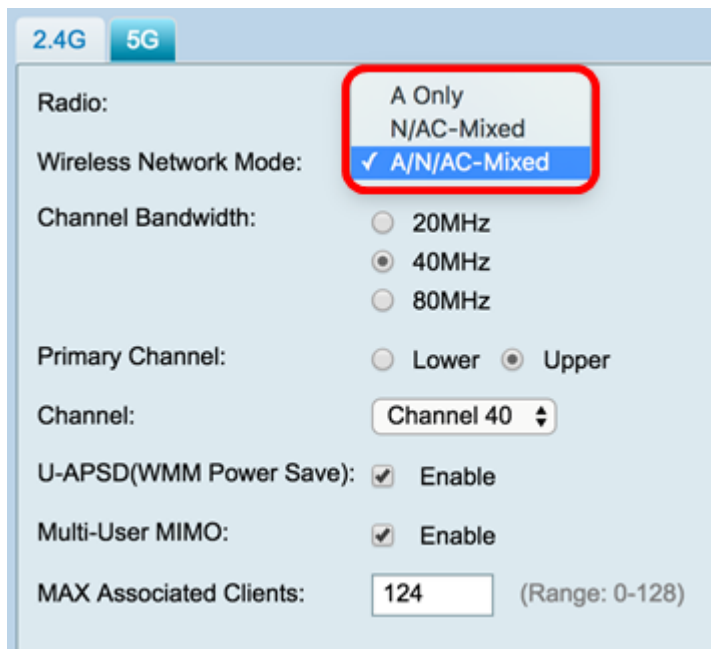 2.4G 5G
Radio:
A Only
N/AC-Mixed
Wireless Network Mode: ✓ A/N/AC-Mixed
Channel Bandwidth: 20MHz
40MHz
80MHz
Primary Channel: Lower Upper
Channel: Channel 40
U-APSD(WMM Power Save): Enable
Multi-User MIMO: Enable
MAX Associated Clients: 124 (Range: 0-128)